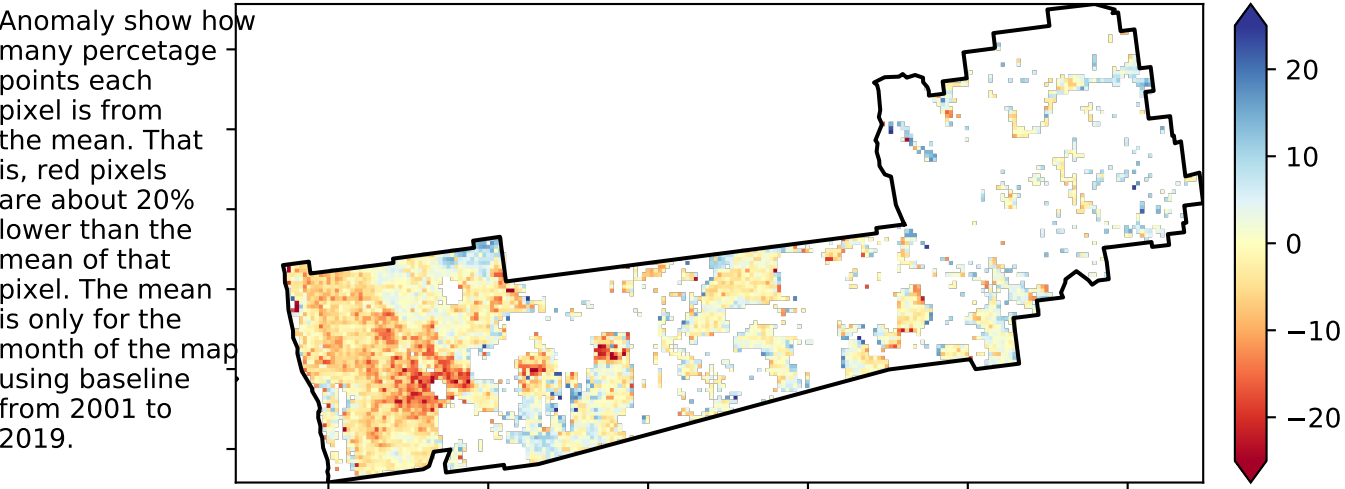 Anomaly show how
many percetage
points each
pixel is from
the mean. That
is, red pixels
are about 20%
lower than the
mean of that
pixel. The mean
is only for the
month of the map
using baseline
from 2001 to
2019.
20
10
0
−10
−20